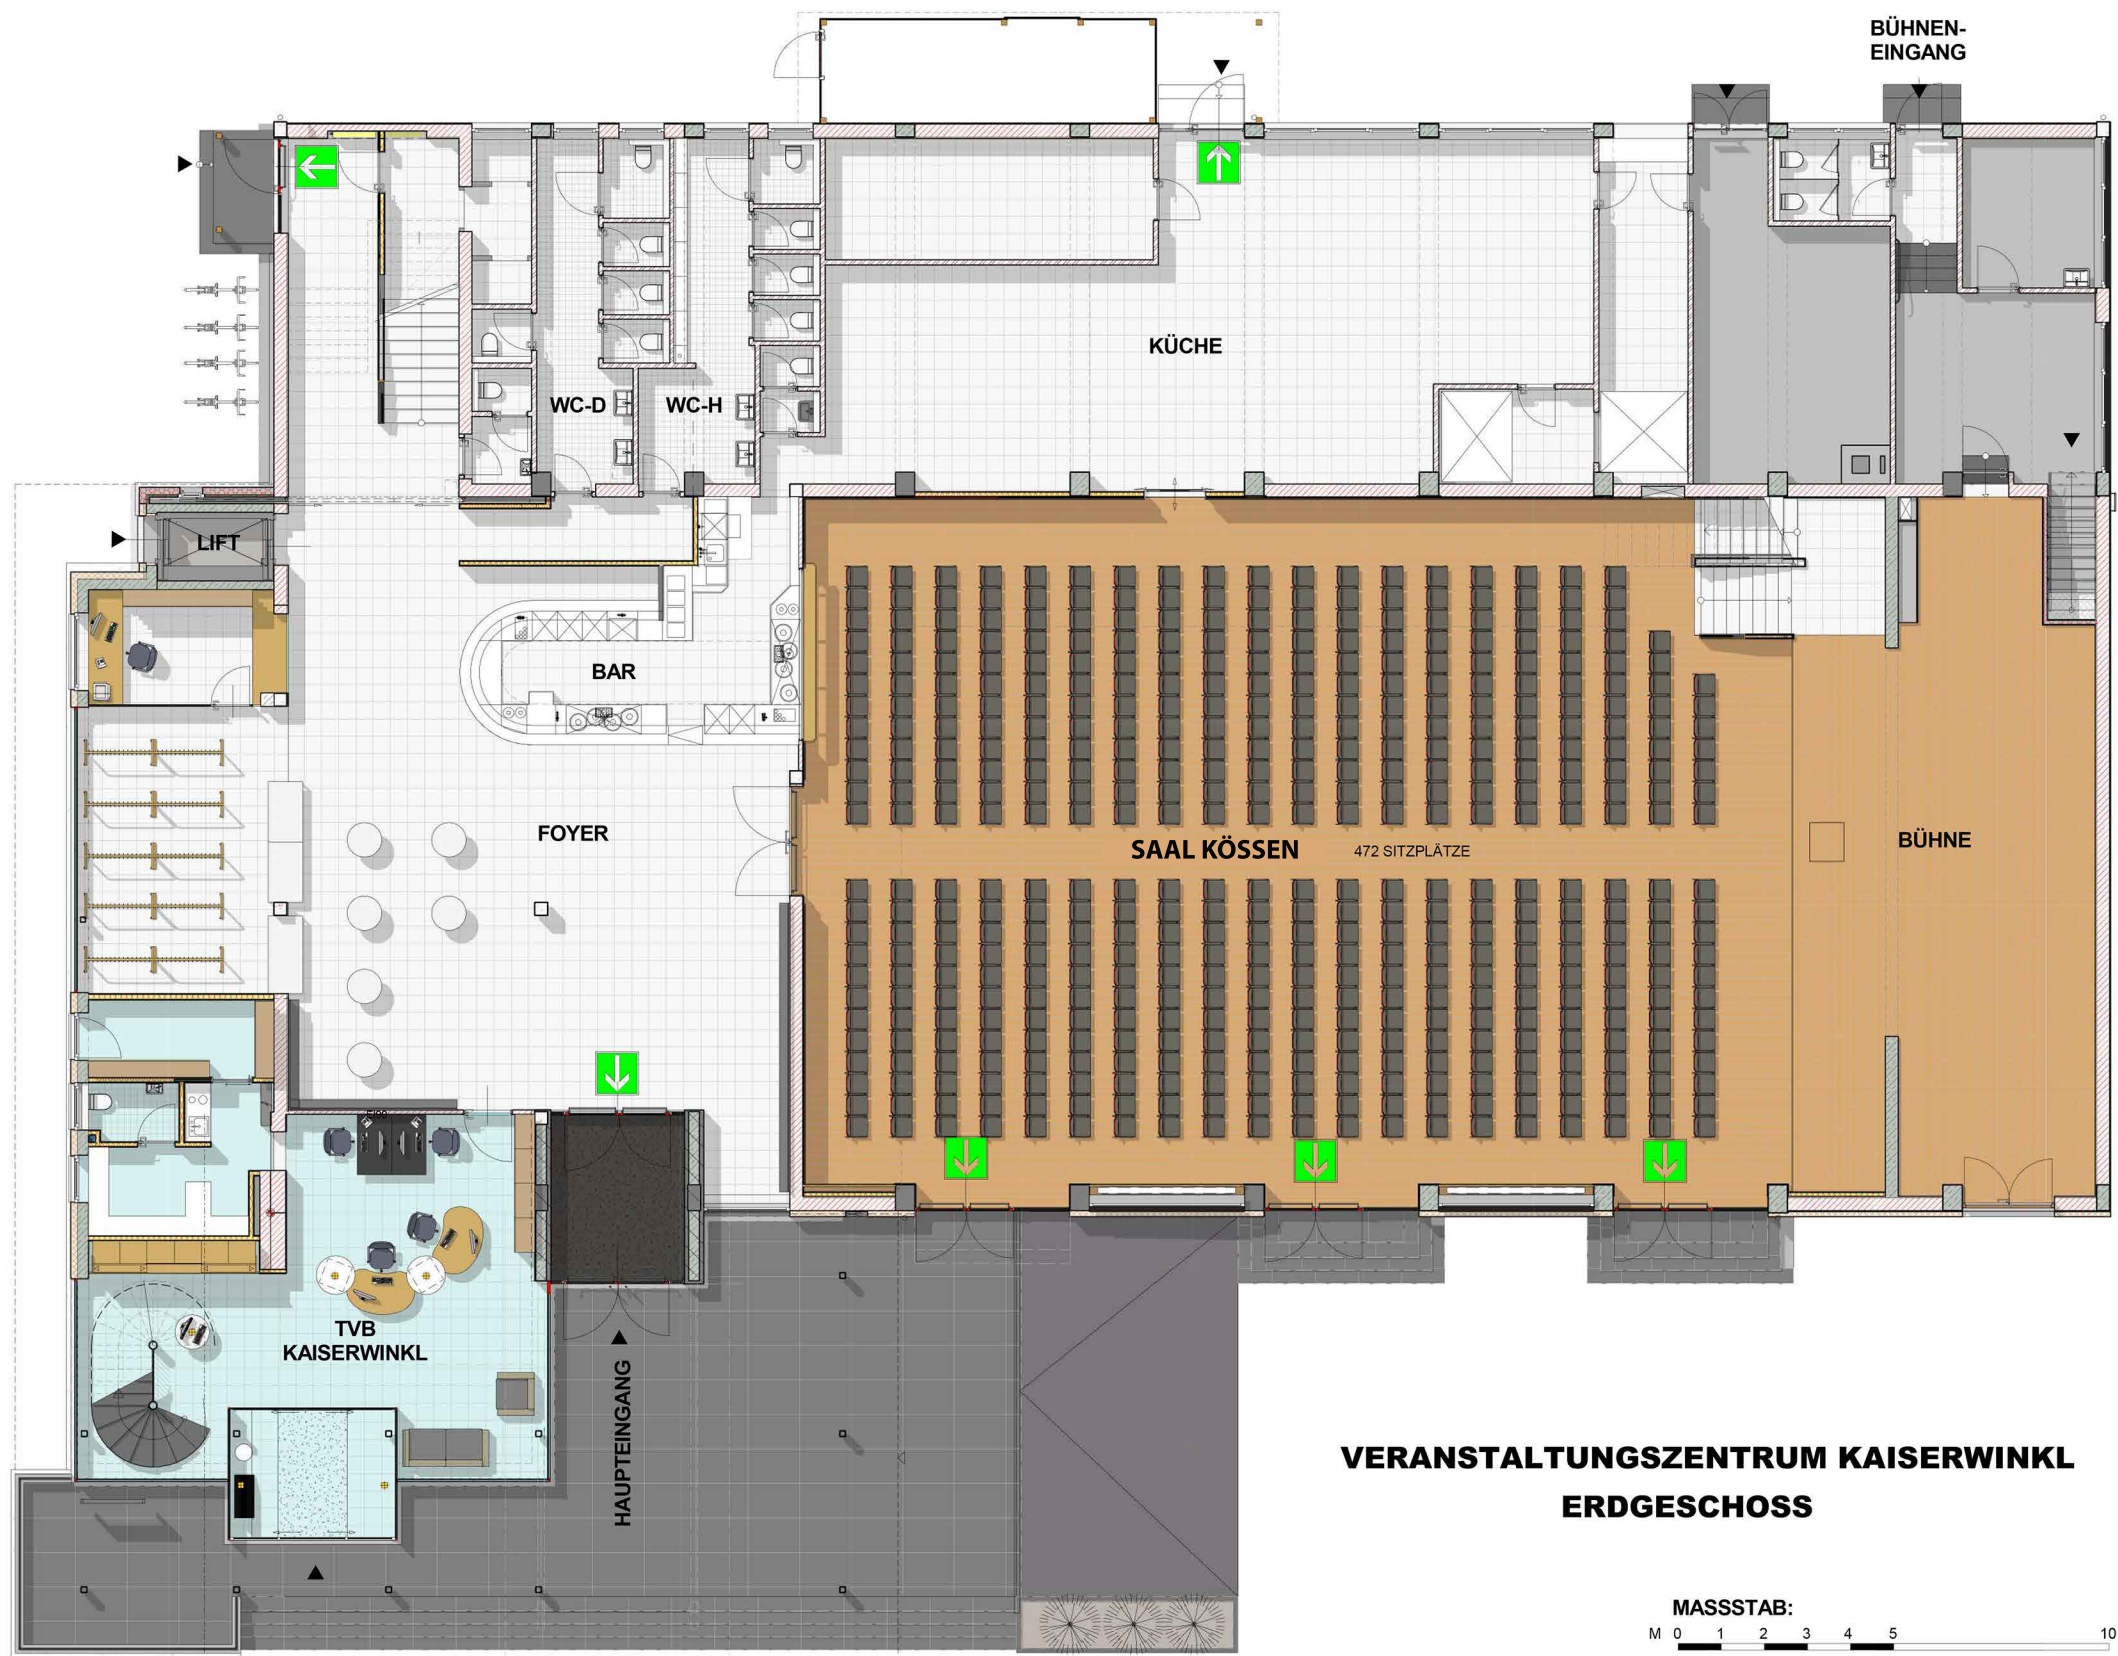 BÜHNEN-
EINGANG
KÜCHE
WC-D
WC-H
LIFT
BAR
FOYER
SAAL KÖSSEN
472 SITZPLÄTZE
BÜHNE
TVB
KAISERWINKL
HAUPTEINGANG
VERANSTALTUNGSZENTRUM KAISERWINKL
ERDGESCHOSS
MASSSTAB:
M 0 1 2 3 4 5 10